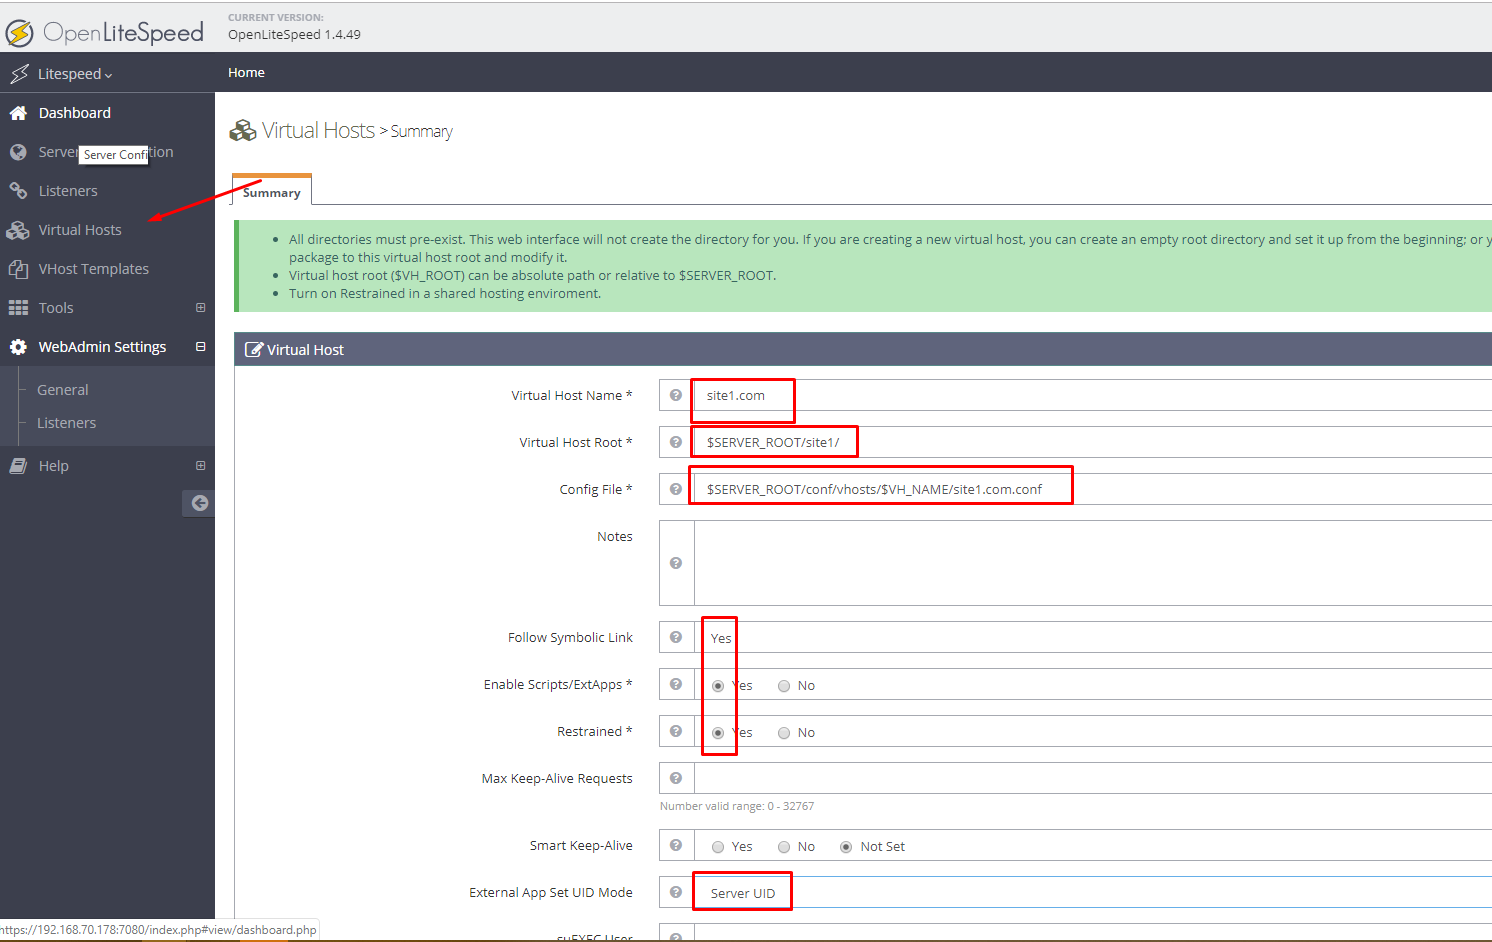 OpenLiteSpeed
CURRENT VERSION:
OpenLiteSpeed 1.4.49
Litespeed
Home
Dashboard
Server
Server Confi
tion
Listeners
Virtual Hosts
VHost Templates
Tools
WebAdmin Settings
General
Listeners
Help
Virtual Hosts > Summary
Summary
All directories must pre-exist. This web interface will not create the directory for you. If you are creating a new virtual host, you can create an empty root directory and set it up from the beginning; or y
package to this virtual host root and modify it.
Virtual host root ($VH_ROOT) can be absolute path or relative to $SERVER_ROOT.
Turn on Restrained in a shared hosting enviroment.
Virtual Host
Virtual Host Name * site1.com
Virtual Host Root * $SERVER_ROOT/site1/
Config File * $SERVER_ROOT/conf/vhosts/$VH_NAME/site1.com.conf
Notes
Follow Symbolic Link Yes
Enable Scripts/ExtApps * Yes No
Restrained * Yes No
Max Keep-Alive Requests
Number valid range: 0 - 32767
Smart Keep-Alive Yes No Not Set
External App Set UID Mode Server UID
suEXEC User
https://192.168.70.178:7080/index.php#view/dashboard.php